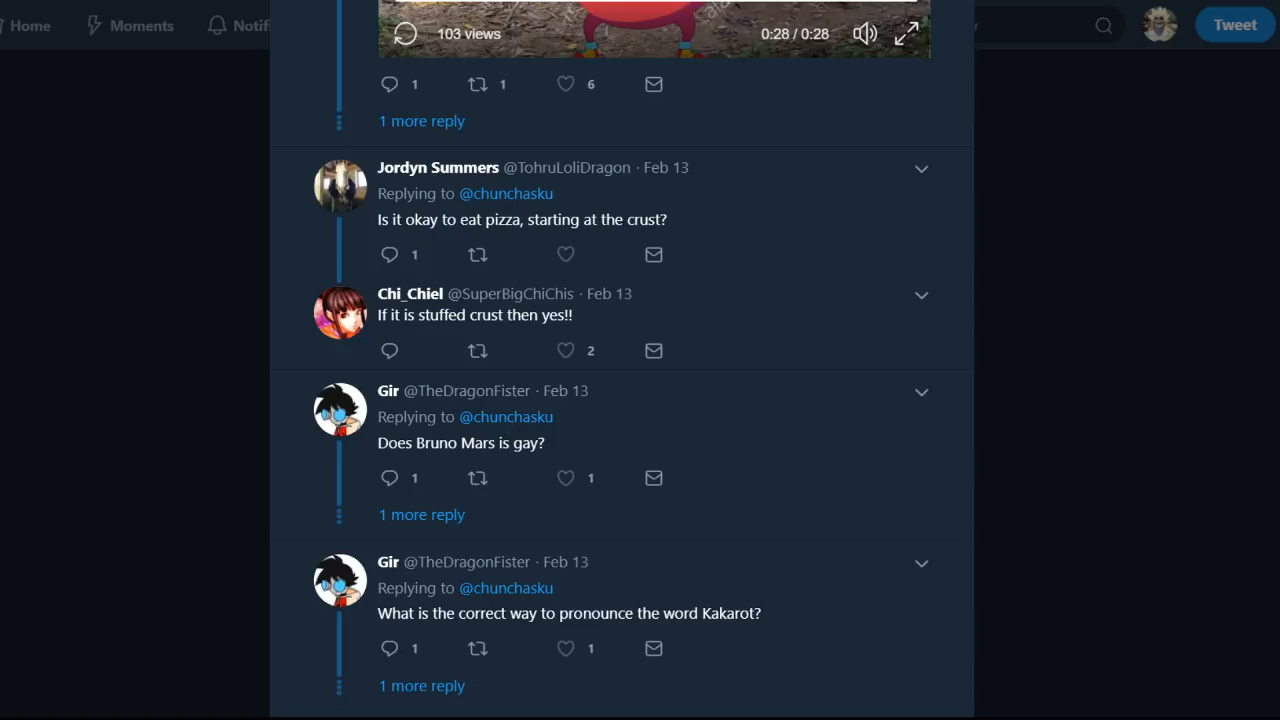 Home
Moments
Notif
r
Tweet
103 views
0:28 / 0:28
1
1
6
1 more reply
Jordyn Summers @TohruLoliDragon · Feb 13
Replying to @chunchasku
Is it okay to eat pizza, starting at the crust?
1
Chi_Chiel @SuperBigChiChis · Feb 13
If it is stuffed crust then yes!!
2
Gir @TheDragonFister · Feb 13
Replying to @chunchasku
Does Bruno Mars is gay?
1
1
1 more reply
Gir @TheDragonFister · Feb 13
Replying to @chunchasku
What is the correct way to pronounce the word Kakarot?
1
1
1 more reply